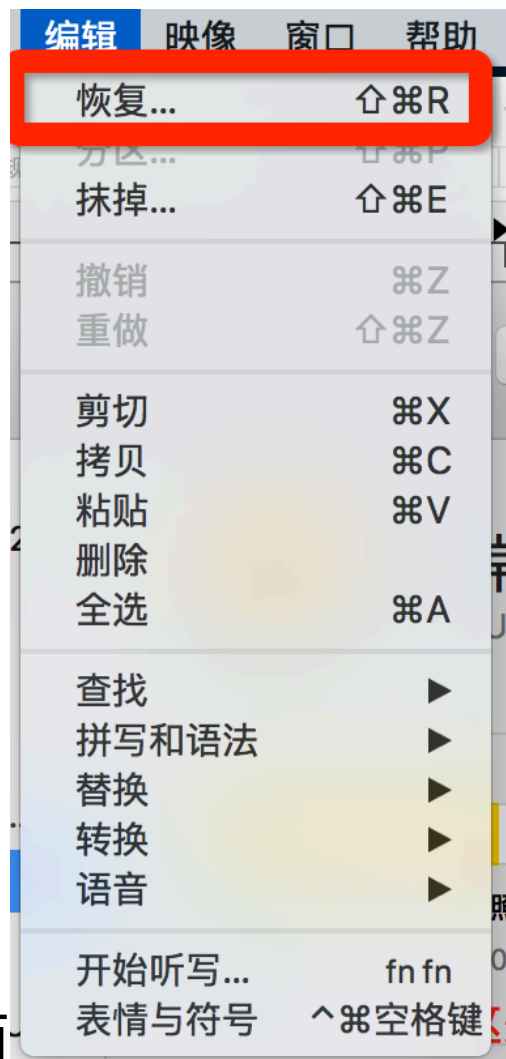 编辑 映像 窗口 帮助
恢复... ⇧⌘R
分区... ⇧⌘P
抹掉... ⇧⌘E
撤销 ⌘Z
重做 ⇧⌘Z
剪切 ⌘X
拷贝 ⌘C
粘贴 ⌘V
删除
全选 ⌘A
查找 ▶
拼写和语法 ▶
替换 ▶
转换 ▶
语音 ▶
开始听写... fn fn
表情与符号 ^⌘空格键